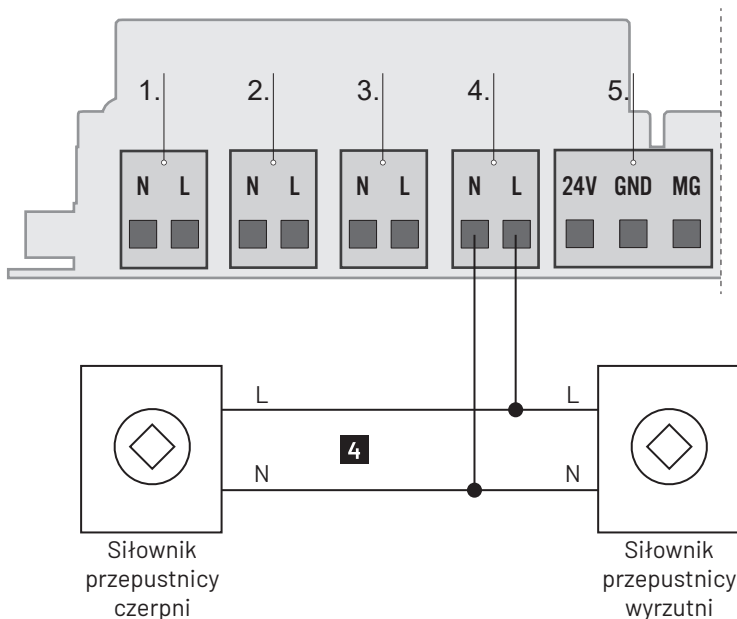 1. 2. 3. 4. 5.
N L N L N L N L 24V GND MG
L L
4
N N
Siłownik
przepustnicy
czerpni
Siłownik
przepustnicy
wyrzutni